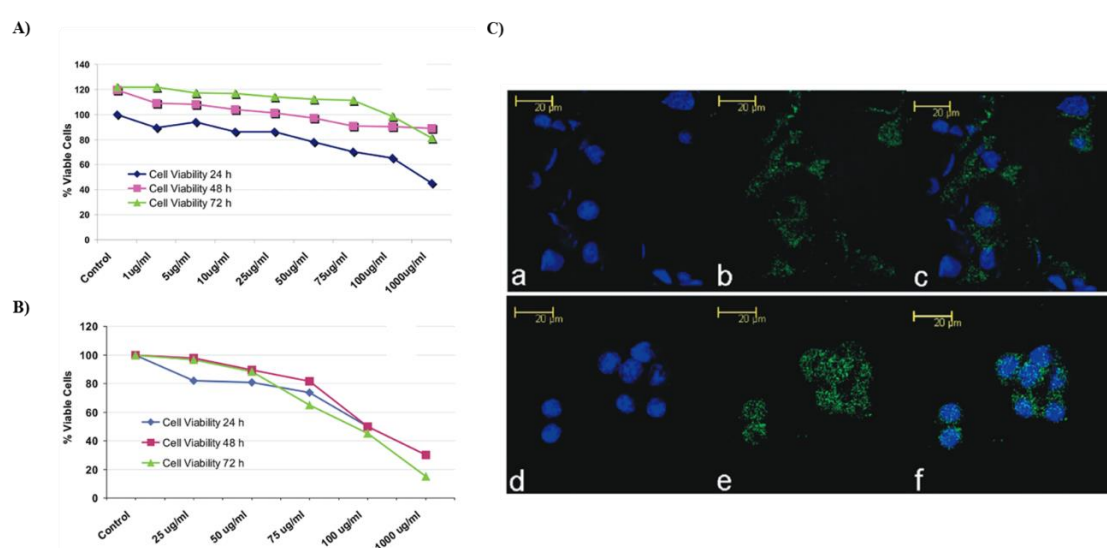 A)
140
120
100
80
60
40
20
0
% Viable Cells
Cell Viability 24 h
Cell Viability 48 h
Cell Viability 72 h
Control
1ug/ml
5ug/ml
10ug/ml
25ug/ml
50ug/ml
75ug/ml
100ug/ml
1000ug/ml
B)
120
100
80
60
40
20
0
% Viable Cells
Cell Viability 24 h
Cell Viability 48 h
Cell Viability 72 h
Control
25 ug/ml
50 ug/ml
75 ug/ml
100 ug/ml
1000 ug/ml
C)
20 µm
a
20 µm
b
20 µm
c
20 µm
d
20 µm
e
20 µm
f